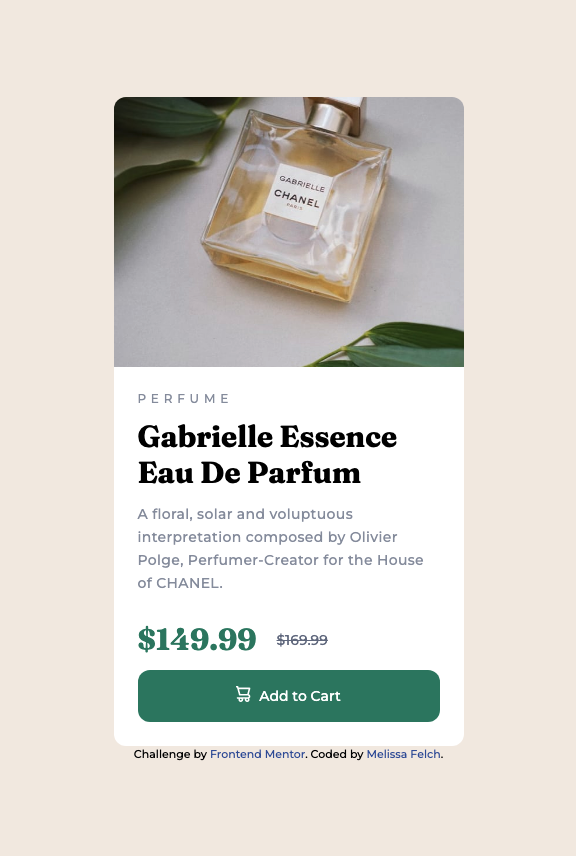 GABRIELLE
CHANEL
PARIS
PERFUME
Gabrielle Essence
Eau De Parfum
A floral, solar and voluptuous
interpretation composed by Olivier
Polge, Perfumer-Creator for the House
of CHANEL.
$149.99 $169.99
Add to Cart
Challenge by Frontend Mentor. Coded by Melissa Felch.